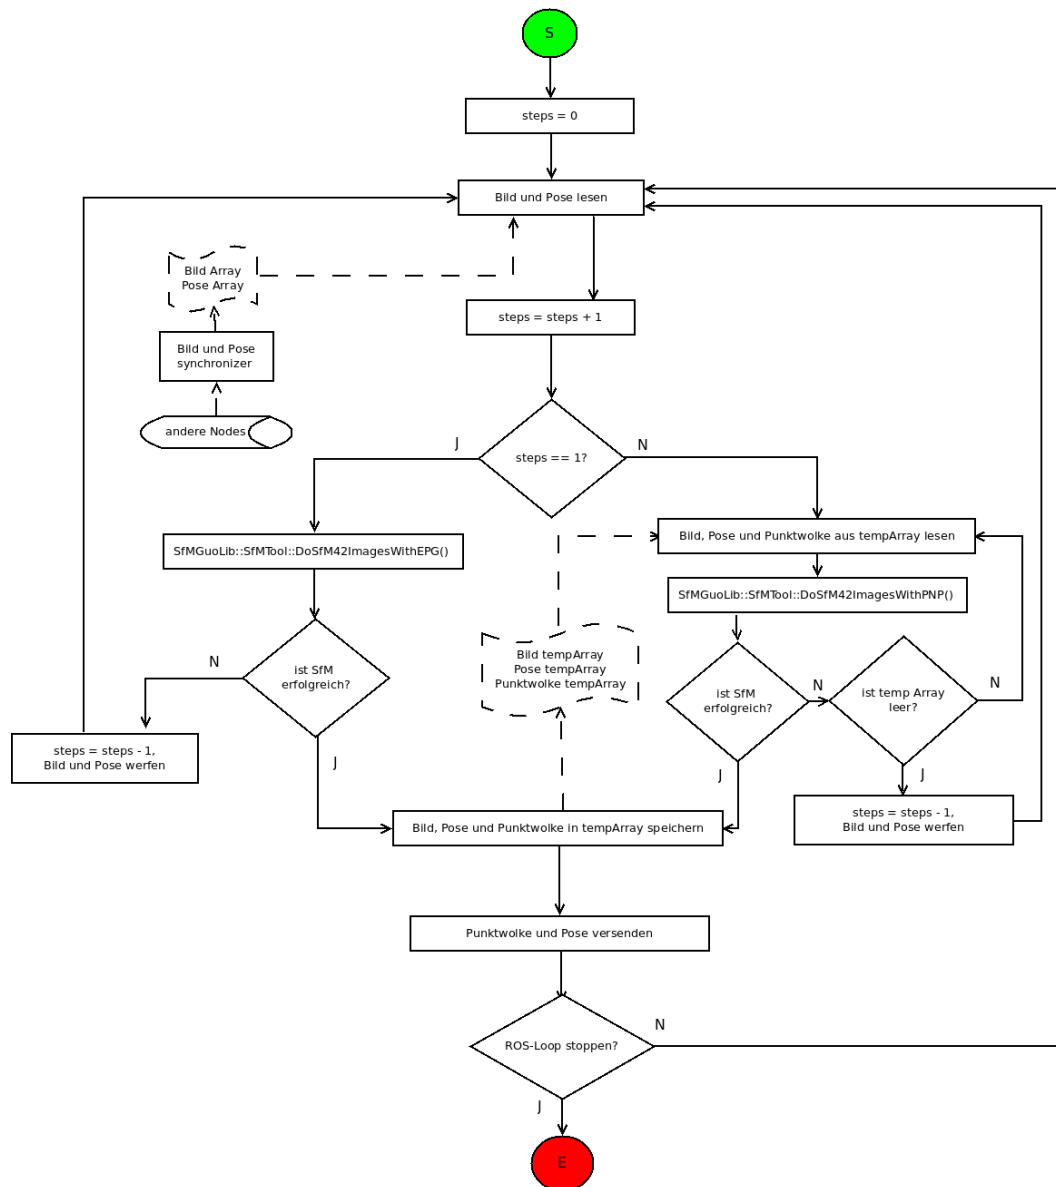 S
steps = 0
Bild und Pose lesen
Bild Array
Pose Array
steps = steps + 1
Bild und Pose
synchronizer
andere Nodes
J
steps == 1?
N
Bild, Pose und Punktwolke aus tempArray lesen
SfMGuoLib::SfMTool::DoSfM42ImagesWithEPG()
SfMGuoLib::SfMTool::DoSfM42ImagesWithPNP()
N
ist SfM
erfolgreich?
Bild tempArray
Pose tempArray
Punktwolke tempArray
ist SfM
erfolgreich?
N
ist temp Array
leer?
N
steps = steps - 1,
Bild und Pose werfen
J
J
J
steps = steps - 1,
Bild und Pose werfen
Bild, Pose und Punktwolke in tempArray speichern
Punktwolke und Pose versenden
ROS-Loop stoppen?
N
J
E